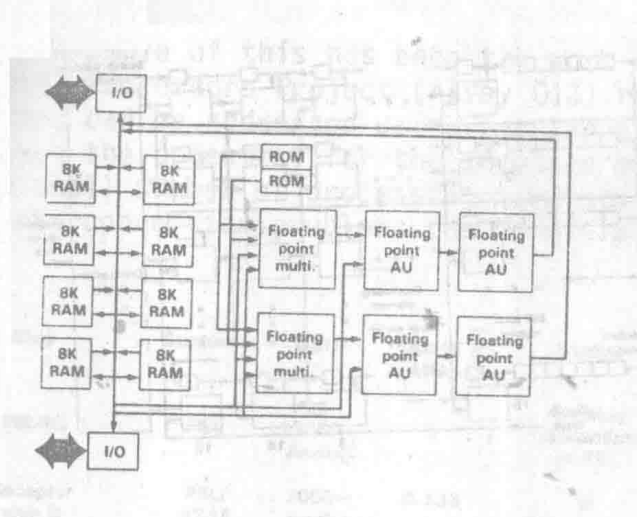 I/O
ROM
ROM
8K
RAM
8K
RAM
8K
RAM
8K
RAM
8K
RAM
8K
RAM
8K
RAM
8K
RAM
Floating
point
multi.
Floating
point
AU
Floating
point
AU
Floating
point
multi.
Floating
point
AU
Floating
point
AU
I/O